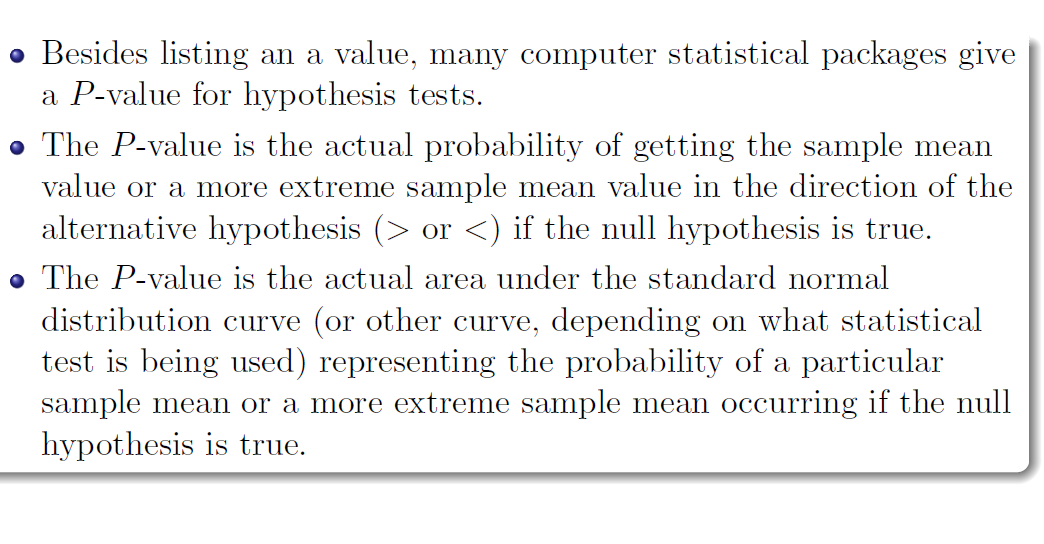 Besides listing an a value, many computer statistical packages give
a P-value for hypothesis tests.
The P-value is the actual probability of getting the sample mean
value or a more extreme sample mean value in the direction of the
alternative hypothesis (> or <) if the null hypothesis is true.
The P-value is the actual area under the standard normal
distribution curve (or other curve, depending on what statistical
test is being used) representing the probability of a particular
sample mean or a more extreme sample mean occurring if the null
hypothesis is true.